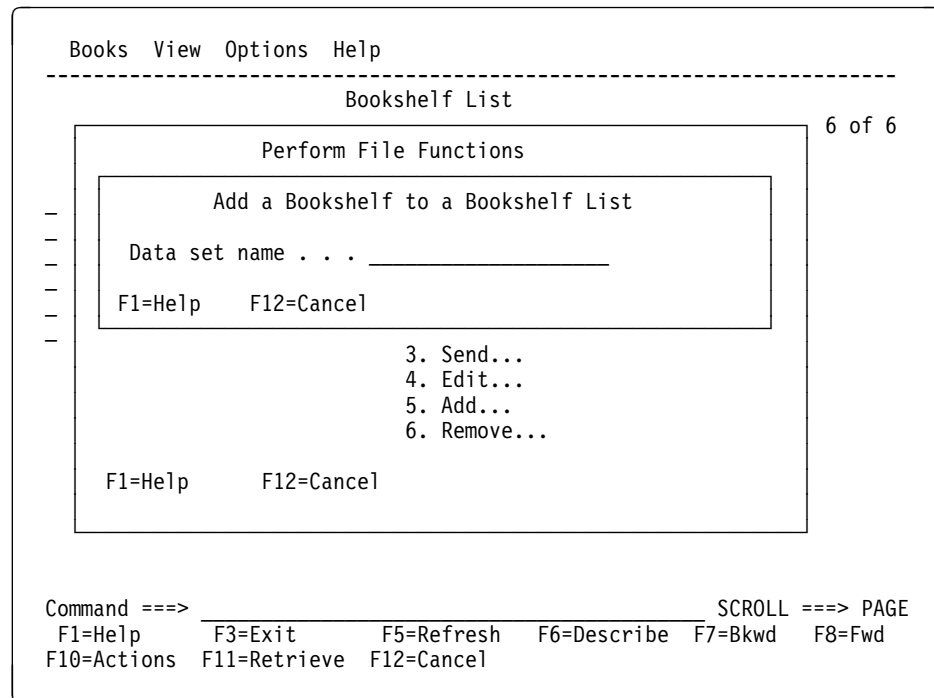 Books View Options Help
--------------------------------------------------------------------------
Bookshelf List
6 of 6
Perform File Functions
Add a Bookshelf to a Bookshelf List
_
_ Data set name . . . ____________________
_
_ F1=Help F12=Cancel
_
_
3. Send...
4. Edit...
5. Add...
6. Remove...
F1=Help F12=Cancel
Command ===> __________________________________________ SCROLL ===> PAGE
F1=Help F3=Exit F5=Refresh F6=Describe F7=Bkwd F8=Fwd
F10=Actions F11=Retrieve F12=Cancel